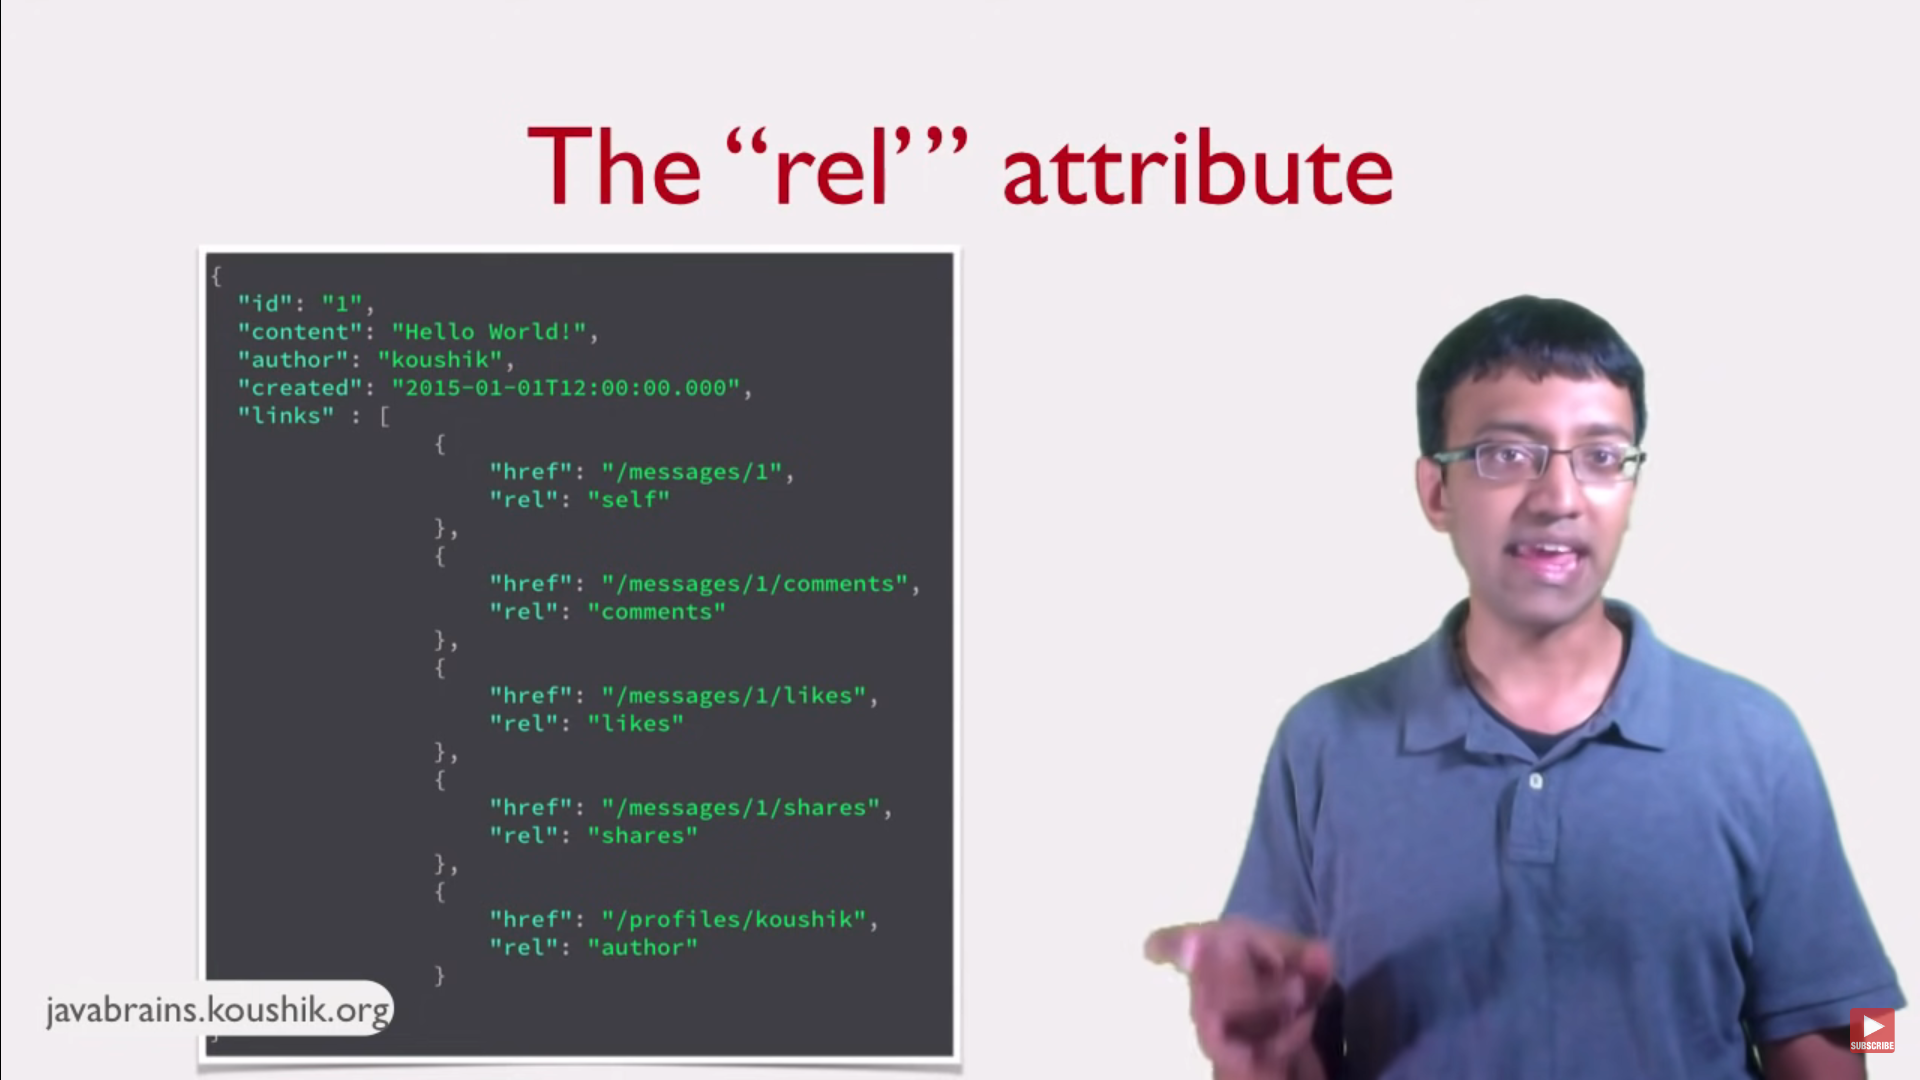 The “rel’” attribute
{
"id": "1",
"content": "Hello World!",
"author": "koushik",
"created": "2015-01-01T12:00:00.000",
"links" : [
{
"href": "/messages/1",
"rel": "self"
},
{
"href": "/messages/1/comments",
"rel": "comments"
},
{
"href": "/messages/1/likes",
"rel": "likes"
},
{
"href": "/messages/1/shares",
"rel": "shares"
},
{
"href": "/profiles/koushik",
"rel": "author"
}
javabrains.koushik.org
SUBSCRIBE